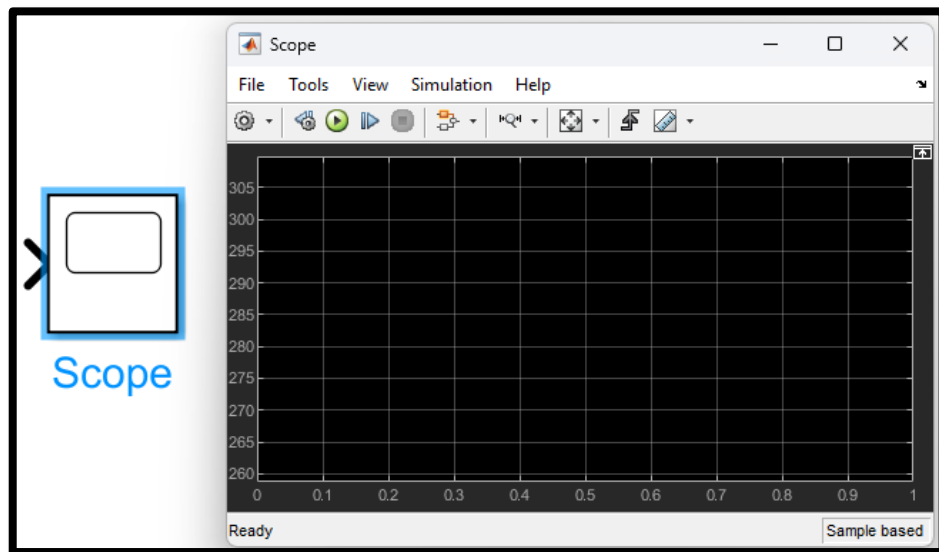 Scope
File Tools View Simulation Help
305
300
295
290
285
280
275
270
265
260
0 0.1 0.2 0.3 0.4 0.5 0.6 0.7 0.8 0.9 1
Ready Sample based
Scope